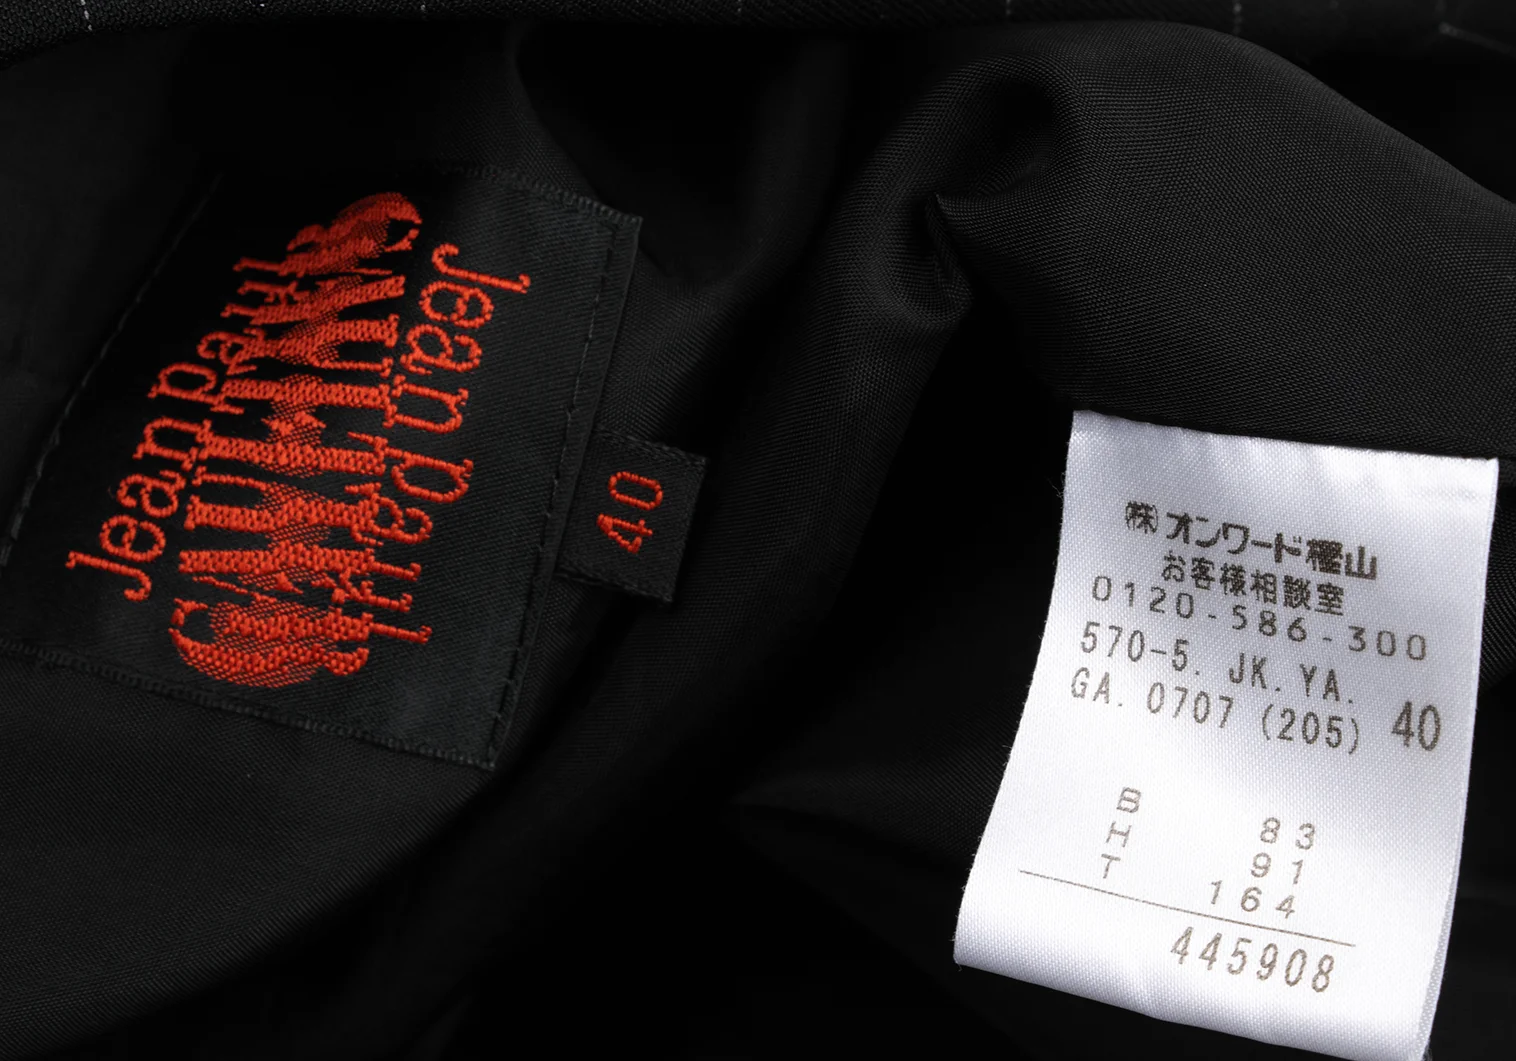 Jean Paul
GAULTIER
Jean Paul
40
㈱オンワード樫山
お客様相談室
0120-586-300
570-5. JK. YA.
GA. 0707 (205) 40
B 83
H 91
T 164
445908